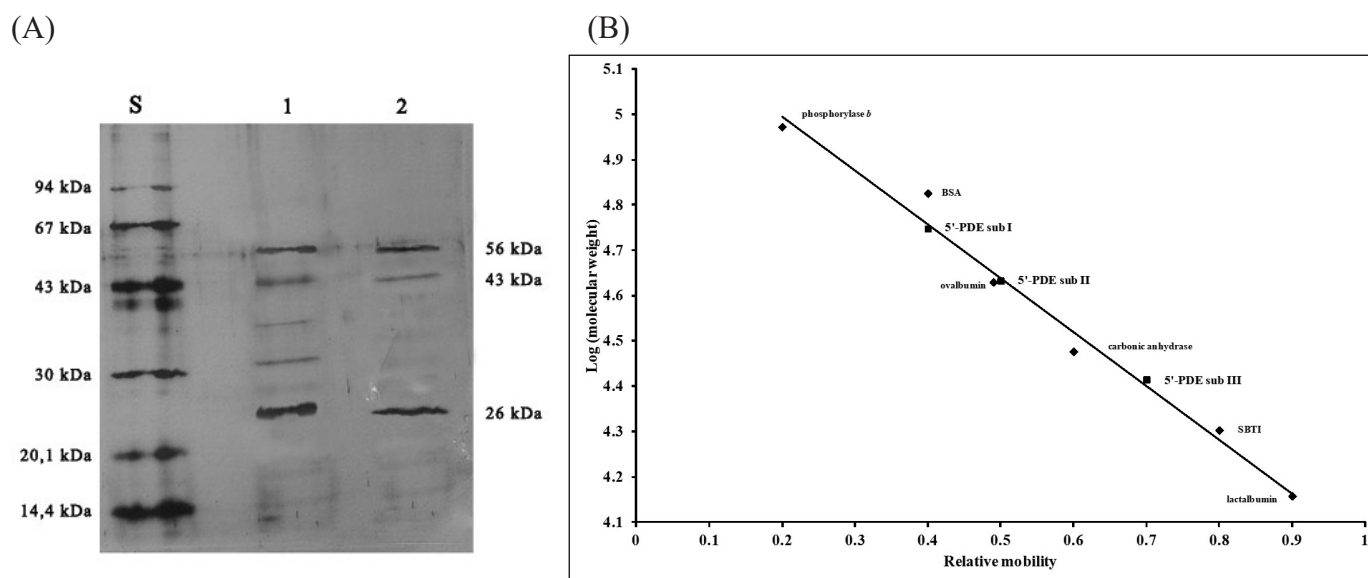 (A)
S 1 2
94 kDa
67 kDa
43 kDa
30 kDa
20,1 kDa
14,4 kDa
56 kDa
43 kDa
26 kDa
(B)
Log (molecular weight)
5.1
5
4.9
4.8
4.7
4.6
4.5
4.4
4.3
4.2
4.1
phosphorylase b
BSA
5'-PDE sub I
ovalbumin
5'-PDE sub II
carbonic anhydrase
5'-PDE sub III
SBTI
lactalbumin
0 0.1 0.2 0.3 0.4 0.5 0.6 0.7 0.8 0.9 1
Relative mobility